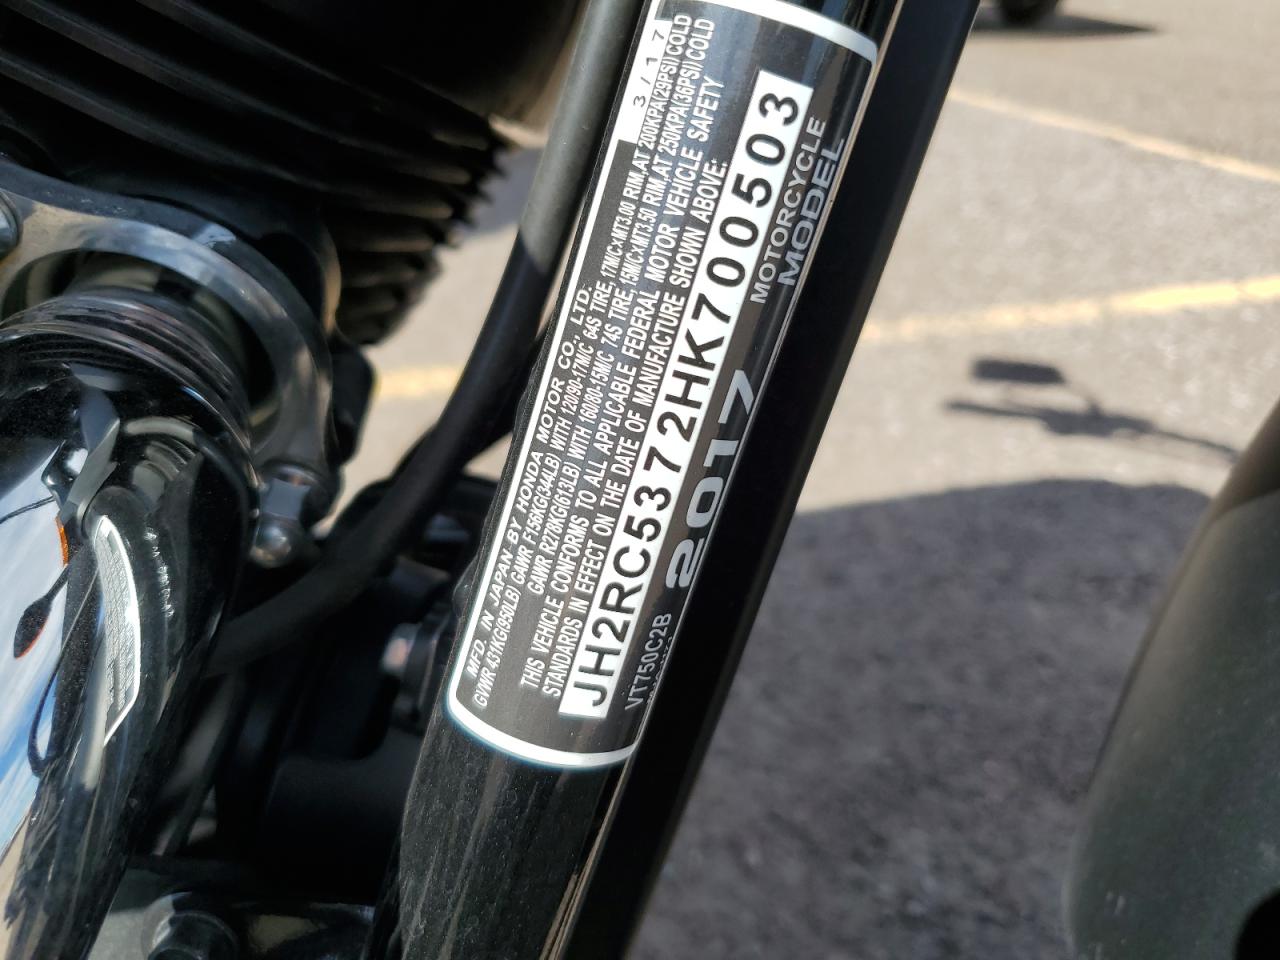 MFD. IN JAPAN BY HONDA MOTOR CO., LTD. 3/17
GVWR 431KG(950LB) GAWR F156KG(344LB) WITH 120/90-17M/C 64S TIRE, 17M/C×MT3.00 RIM, AT 200KPA(29PSI) COLD
GAWR R278KG(613LB) WITH 160/80-15M/C 74S TIRE, 15M/C×MT3.50 RIM, AT 250KPA(36PSI) COLD
THIS VEHICLE CONFORMS TO ALL APPLICABLE FEDERAL MOTOR VEHICLE SAFETY
STANDARDS IN EFFECT ON THE DATE OF MANUFACTURE SHOWN ABOVE:
JH2RC5372HK700503
MOTORCYCLE
VT750C2B 2017 MODEL